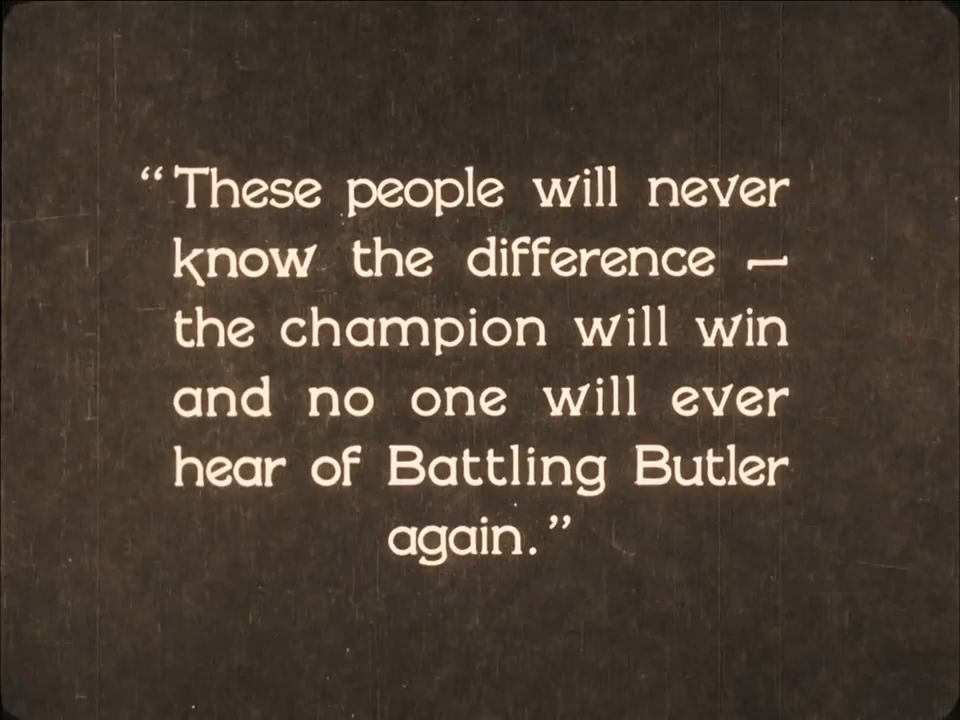 “These people will never
know the difference —
the champion will win
and no one will ever
hear of Battling Butler
again.”